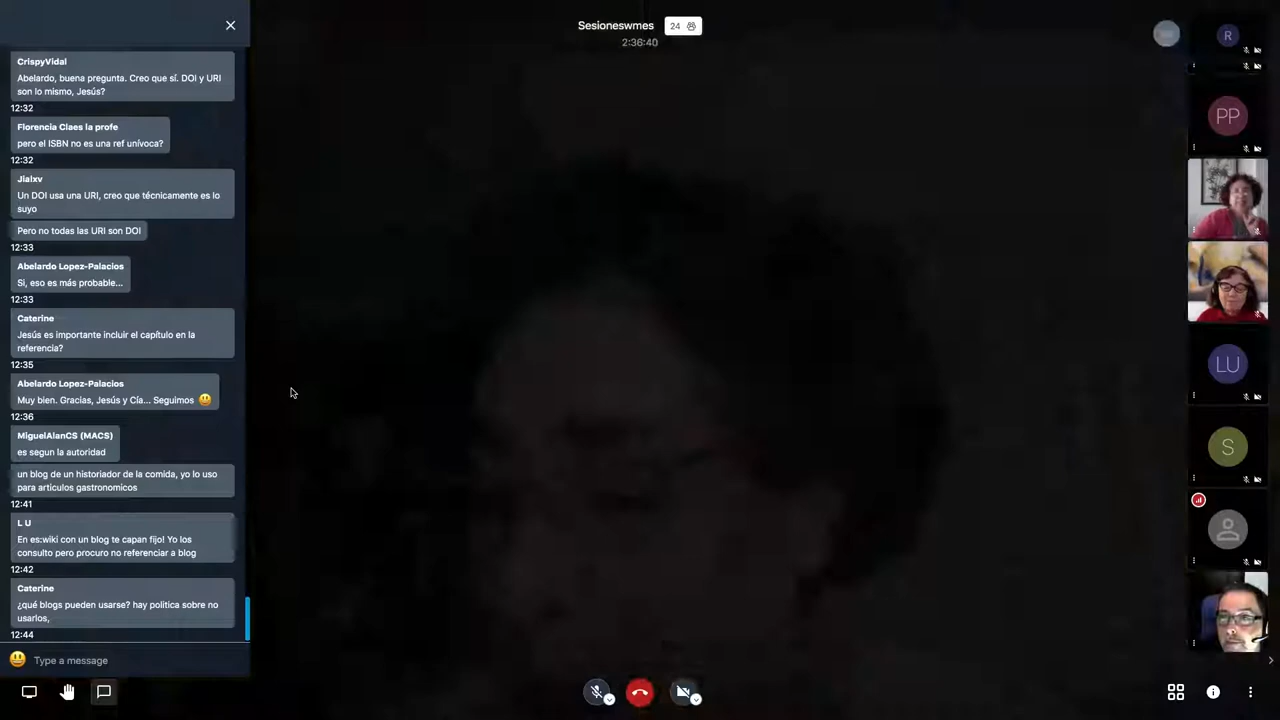 Sesioneswmes 24
2:36:40
CrispyVidal
Abelardo, buena pregunta. Creo que sí. DOI y URI
son lo mismo, Jesús?
12:32
Florencia Claes la profe
pero el ISBN no es una ref unívoca?
12:32
Jialxv
Un DOI usa una URI, creo que técnicamente es lo
suyo
Pero no todas las URI son DOI
12:33
Abelardo Lopez-Palacios
Si, eso es más probable...
12:33
Caterine
Jesús es importante incluir el capítulo en la
referencia?
12:35
Abelardo Lopez-Palacios
Muy bien. Gracias, Jesús y Cía... Seguimos 😃
12:36
MiguelAlanCS (MACS)
es segun la autoridad
un blog de un historiador de la comida, yo lo uso
para articulos gastronomicos
12:41
L U
En es:wiki con un blog te capan fijo! Yo los
consulto pero procuro no referenciar a blog
12:42
Caterine
¿qué blogs pueden usarse? hay política sobre no
usarlos,
12:44
Type a message
R
PP
LU
S